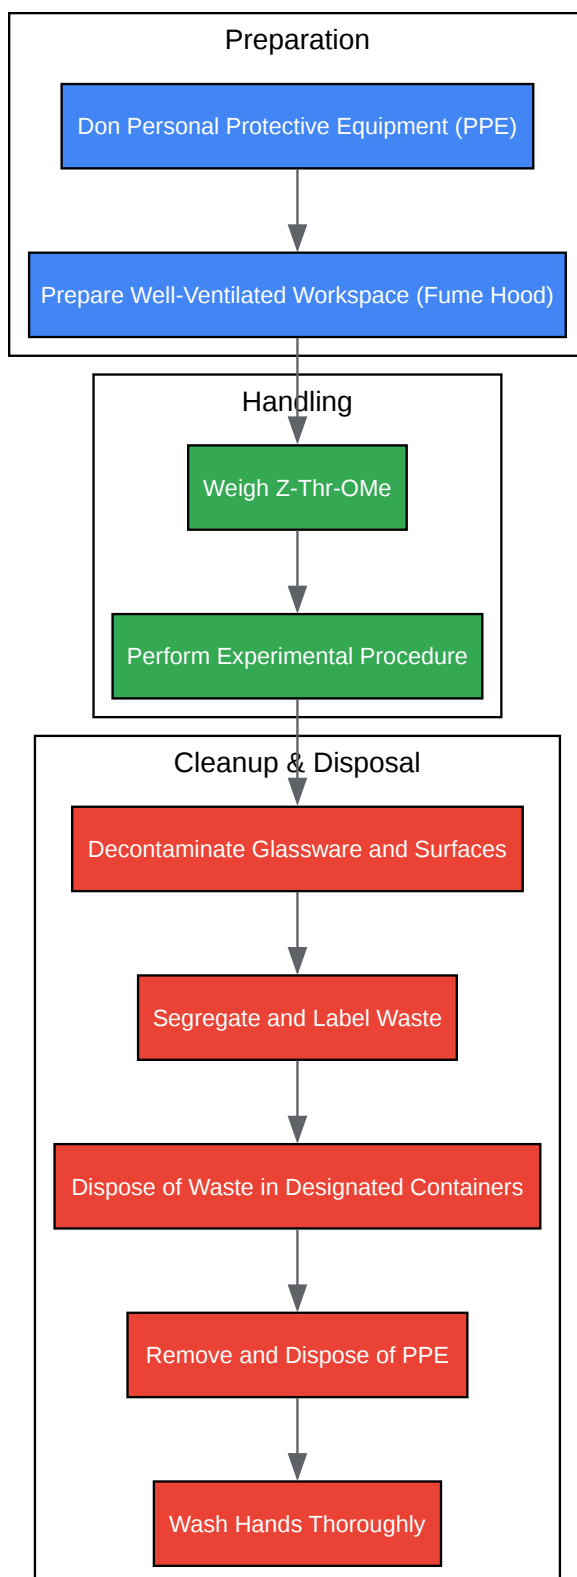 Preparation
Don Personal Protective Equipment (PPE)
Prepare Well-Ventilated Workspace (Fume Hood)
Handling
Weigh Z-Thr-OMe
Perform Experimental Procedure
Cleanup & Disposal
Decontaminate Glassware and Surfaces
Segregate and Label Waste
Dispose of Waste in Designated Containers
Remove and Dispose of PPE
Wash Hands Thoroughly